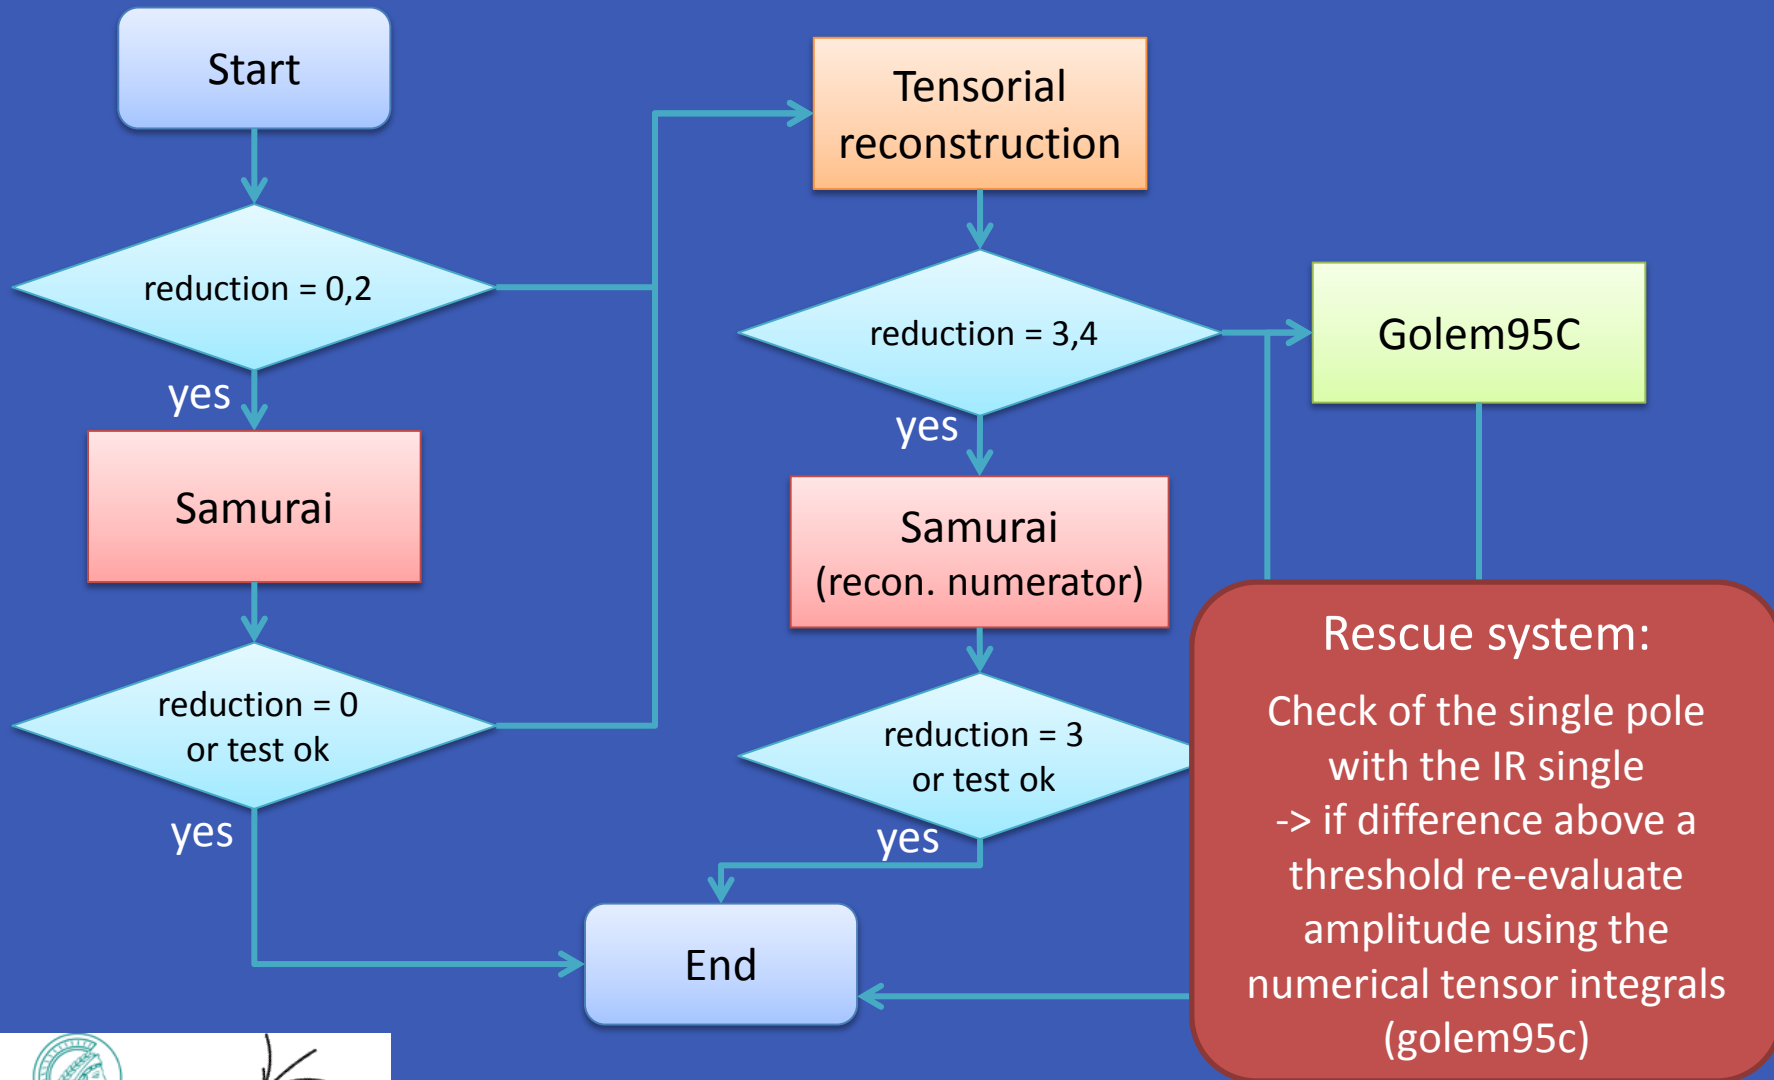 Start
reduction = 0,2
yes
Samurai
reduction = 0
or test ok
yes
Tensorial
reconstruction
reduction = 3,4
yes
Samurai
(recon. numerator)
reduction = 3
or test ok
yes
End
Golem95C
Rescue system:
Check of the single pole
with the IR single
-> if difference above a
threshold re-evaluate
amplitude using the
numerical tensor integrals
(golem95c)